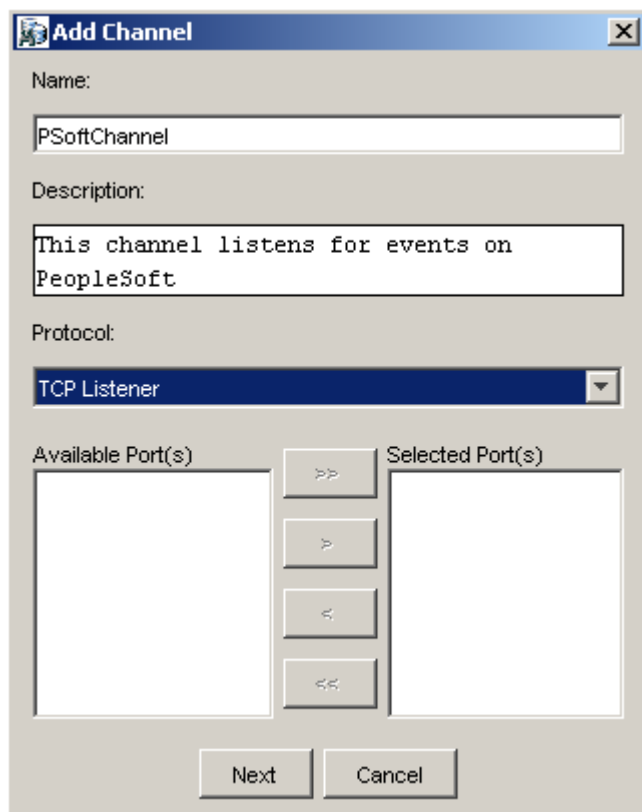 Add Channel
Name:
PSoftChannel
Description:
This channel listens for events on
PeopleSoft
Protocol:
TCP Listener
Available Port(s)
Selected Port(s)
>>
>
<
<<
Next
Cancel